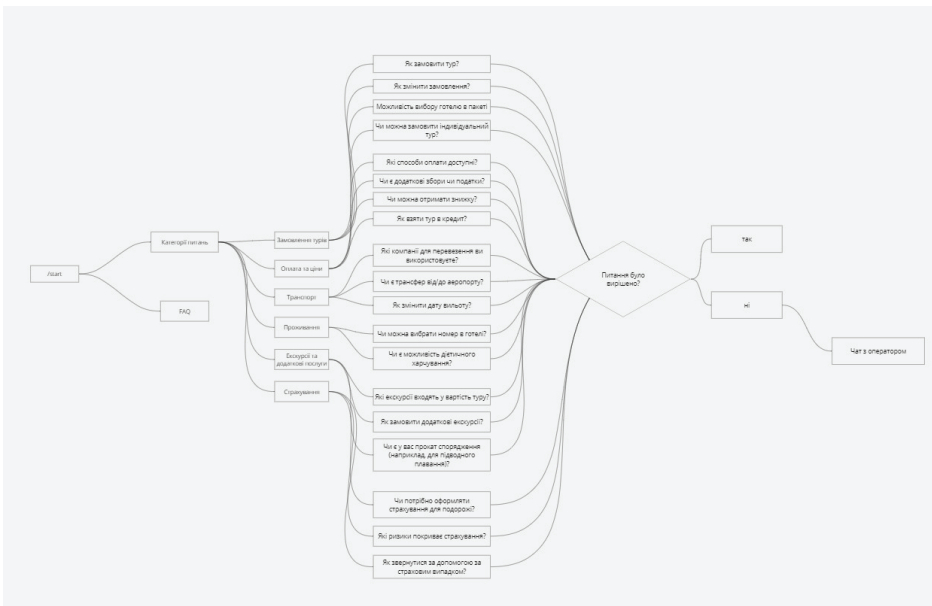 /start
Категорії питань
FAQ
Замовлення турів
Оплата та ціни
Транспорт
Проживання
Екскурсії та
додаткові послуги
Страхування
Як замовити тур?
Як змінити замовлення?
Можливість вибору готелю в пакеті
Чи можна замовити індивідуальний
тур?
Які способи оплати доступні?
Чи є додаткові збори чи податки?
Чи можна отримати знижку?
Як взяти тур в кредит?
Які компанії для перевезення ви
використовуєте?
Чи є трансфер від/до аеропорту?
Як змінити дату вильоту?
Чи можна вибрати номер в готелі?
Чи є можливість дієтичного
харчування?
Які екскурсії входять у вартість туру?
Як замовити додаткові екскурсії?
Чи є у вас прокат спорядження
(наприклад, для підводного
плавання)?
Чи потрібно оформляти
страхування для подорожі?
Які ризики покриває страхування?
Як звернутися за допомогою за
страховим випадком?
Питання було
вирішено?
так
ні
Чат з оператором